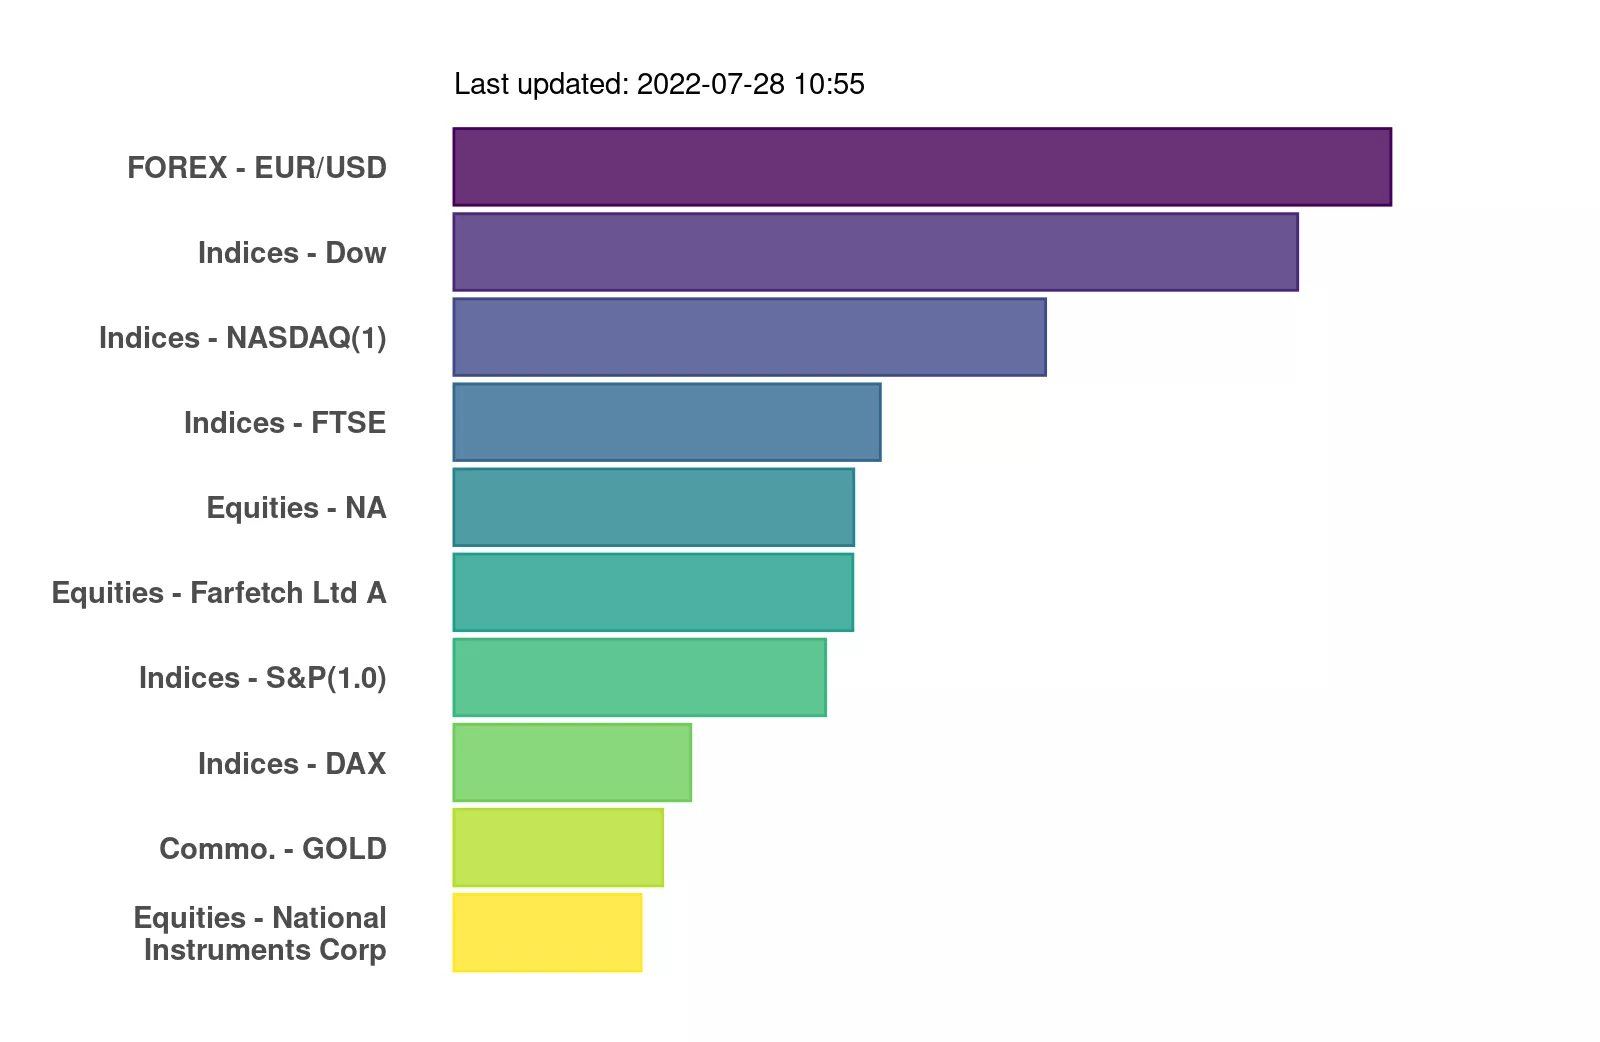 Last updated: 2022-07-28 10:55
FOREX - EUR/USD
Indices - Dow
Indices - NASDAQ(1)
Indices - FTSE
Equities - NA
Equities - Farfetch Ltd A
Indices - S&P(1.0)
Indices - DAX
Commo. - GOLD
Equities - National
Instruments Corp